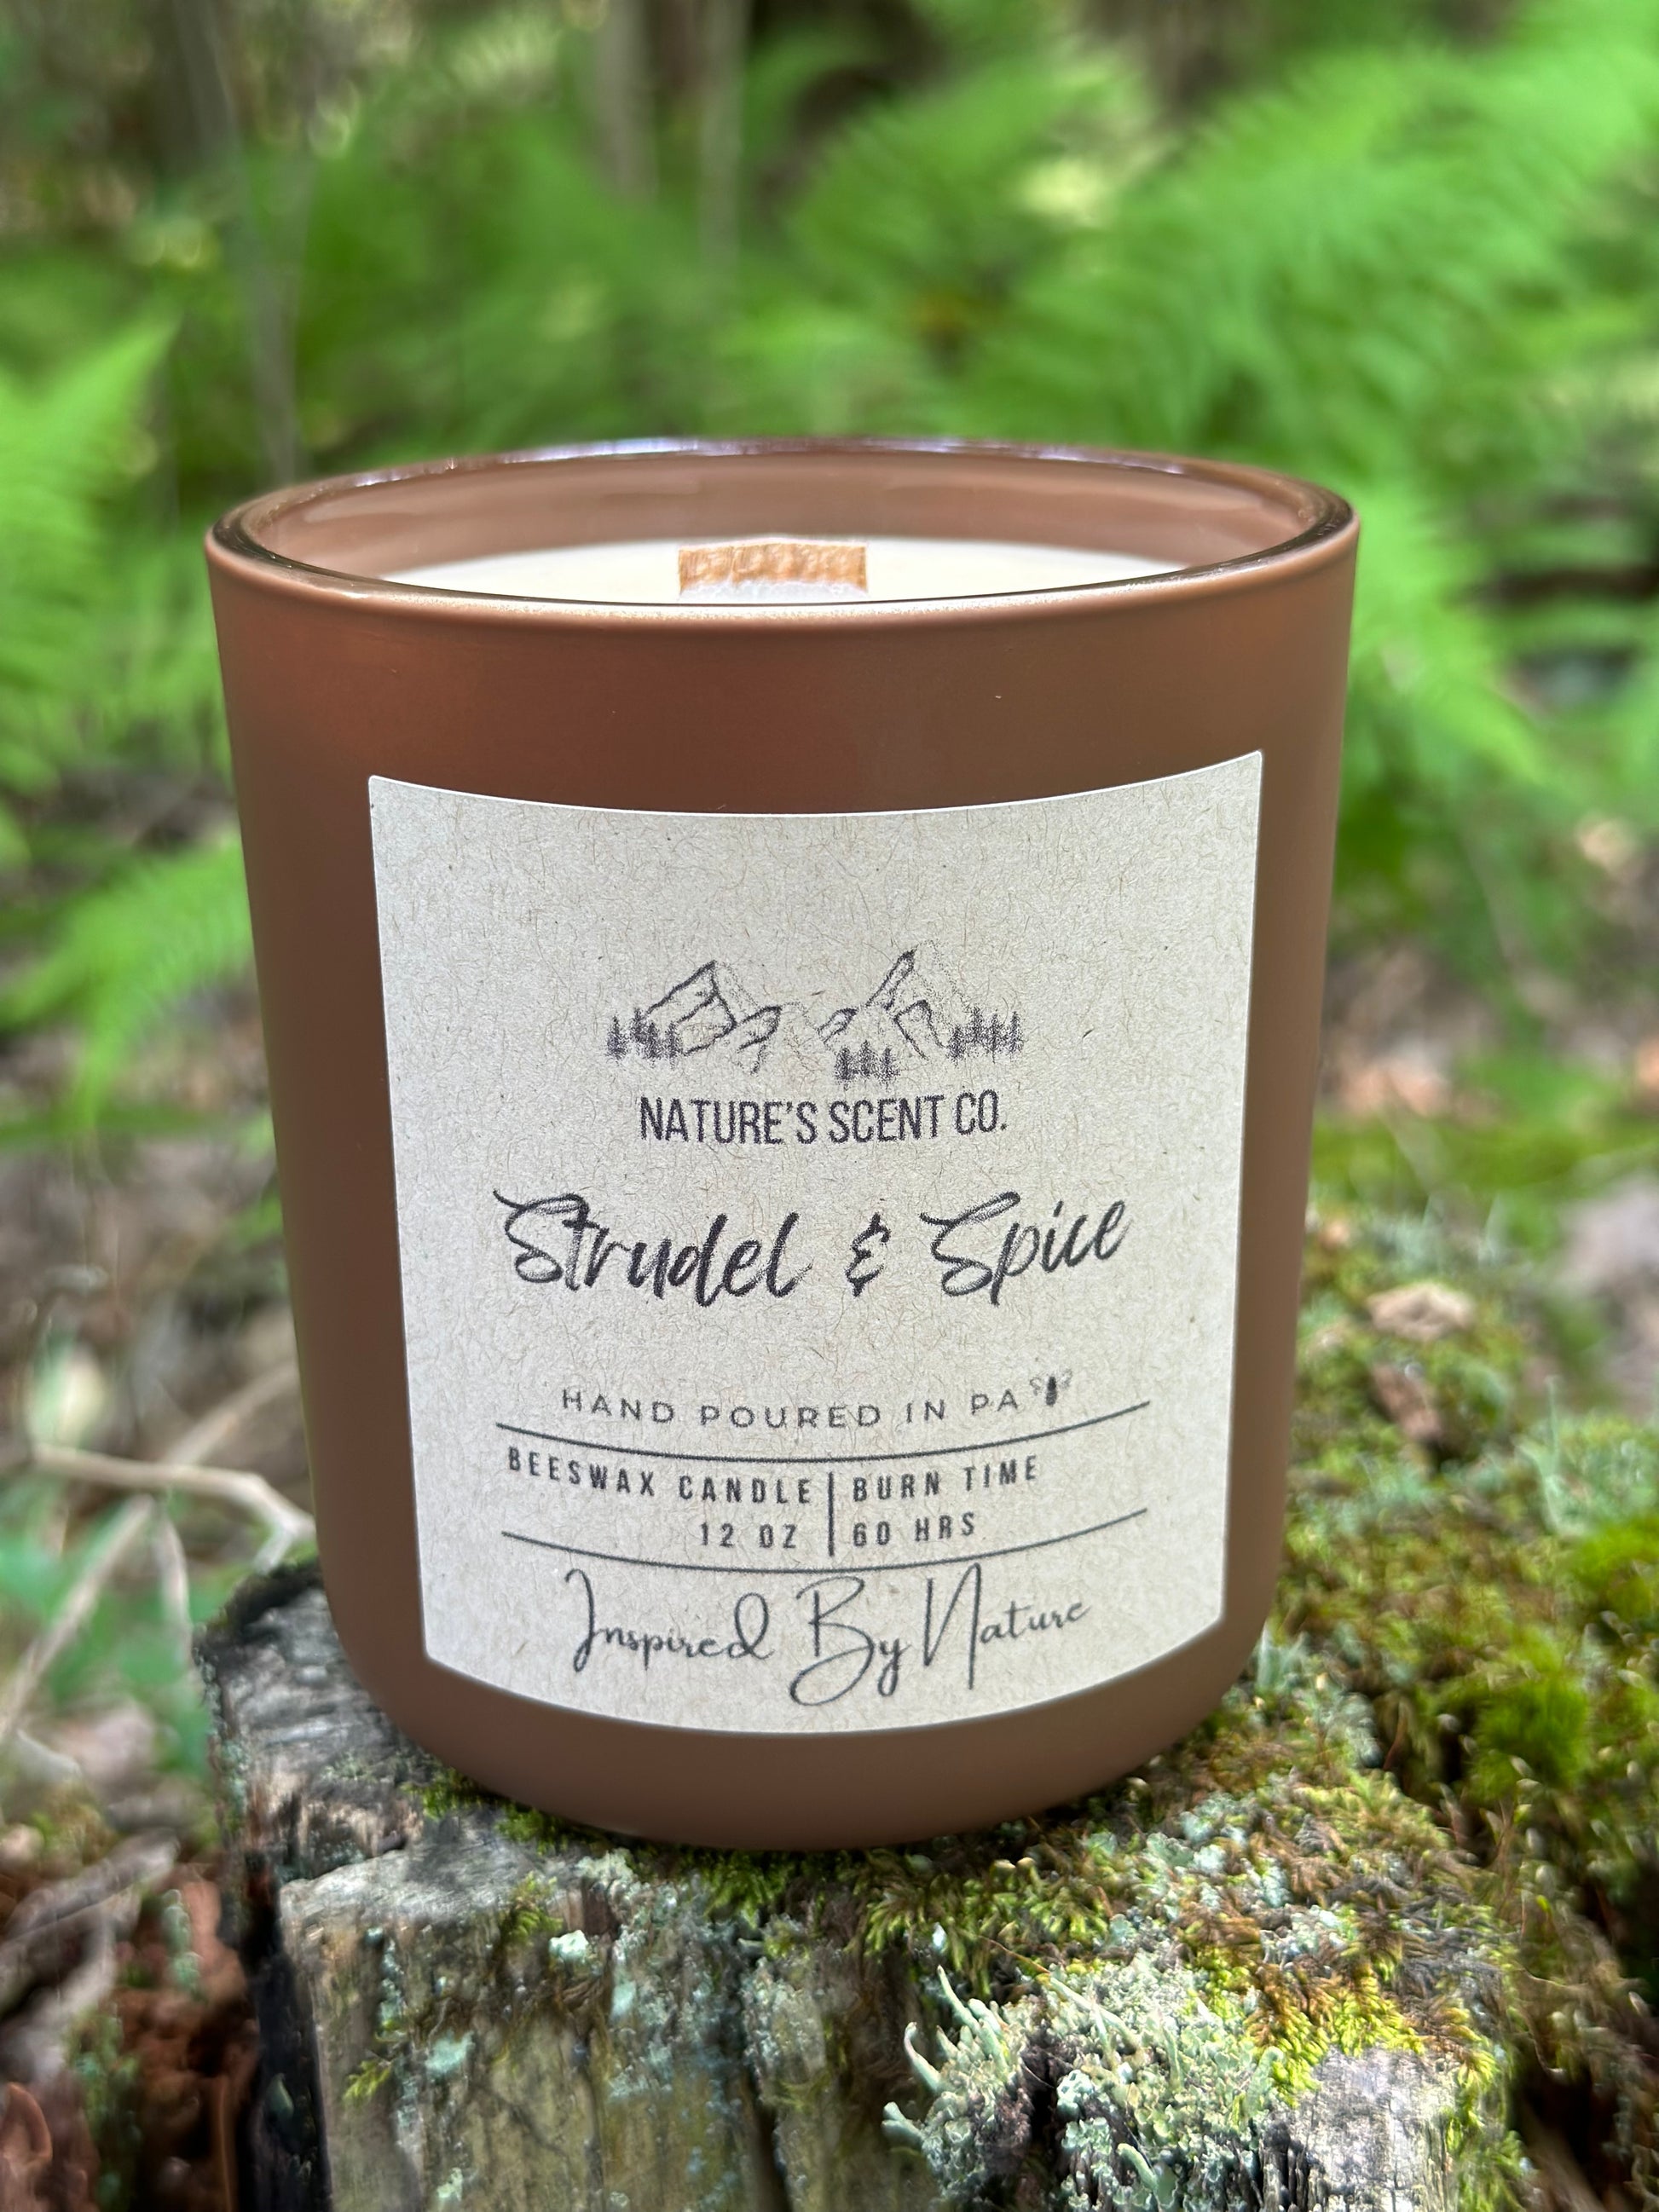 NATURE'S SCENT CO.
Strudel & Spice
HAND POURED IN PA
BEESWAX CANDLE
12 OZ
BURN TIME
60 HRS
Inspired By Nature